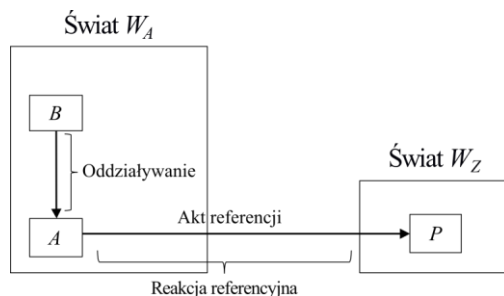 Świat W_A
B
Oddziaływanie
Świat W_Z
Akt referencji
A
P
Reakcja referencyjna